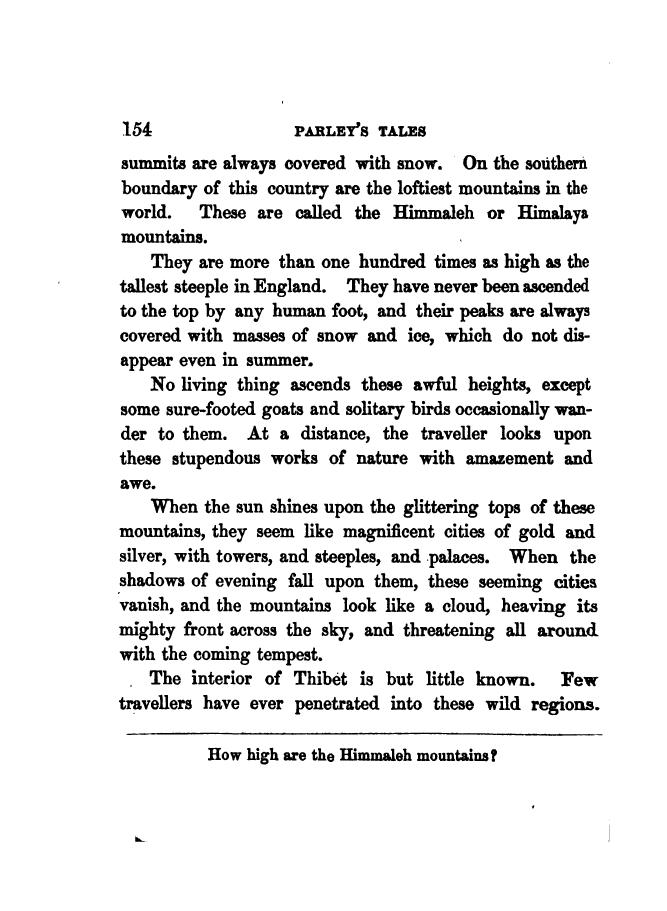 154 PARLEY'S TALES
summits are always covered with snow. On the southern
boundary of this country are the loftiest mountains in the
world. These are called the Himmaleh or Himalaya
mountains.
They are more than one hundred times as high as the
tallest steeple in England. They have never been ascended
to the top by any human foot, and their peaks are always
covered with masses of snow and ice, which do not dis-
appear even in summer.
No living thing ascends these awful heights, except
some sure-footed goats and solitary birds occasionally wan-
der to them. At a distance, the traveller looks upon
these stupendous works of nature with amazement and
awe.
When the sun shines upon the glittering tops of these
mountains, they seem like magnificent cities of gold and
silver, with towers, and steeples, and palaces. When the
shadows of evening fall upon them, these seeming cities
vanish, and the mountains look like a cloud, heaving its
mighty front across the sky, and threatening all around
with the coming tempest.
The interior of Thibet is but little known. Few
travellers have ever penetrated into these wild regions.
How high are the Himmaleh mountains?